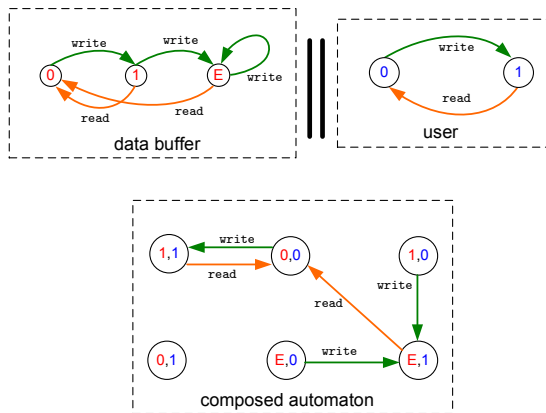 write
write
write
0
1
E
read
read
data buffer
write
0
1
read
user
1,1
write
0,0
1,0
read
write
read
0,1
E,0
write
E,1
composed automaton